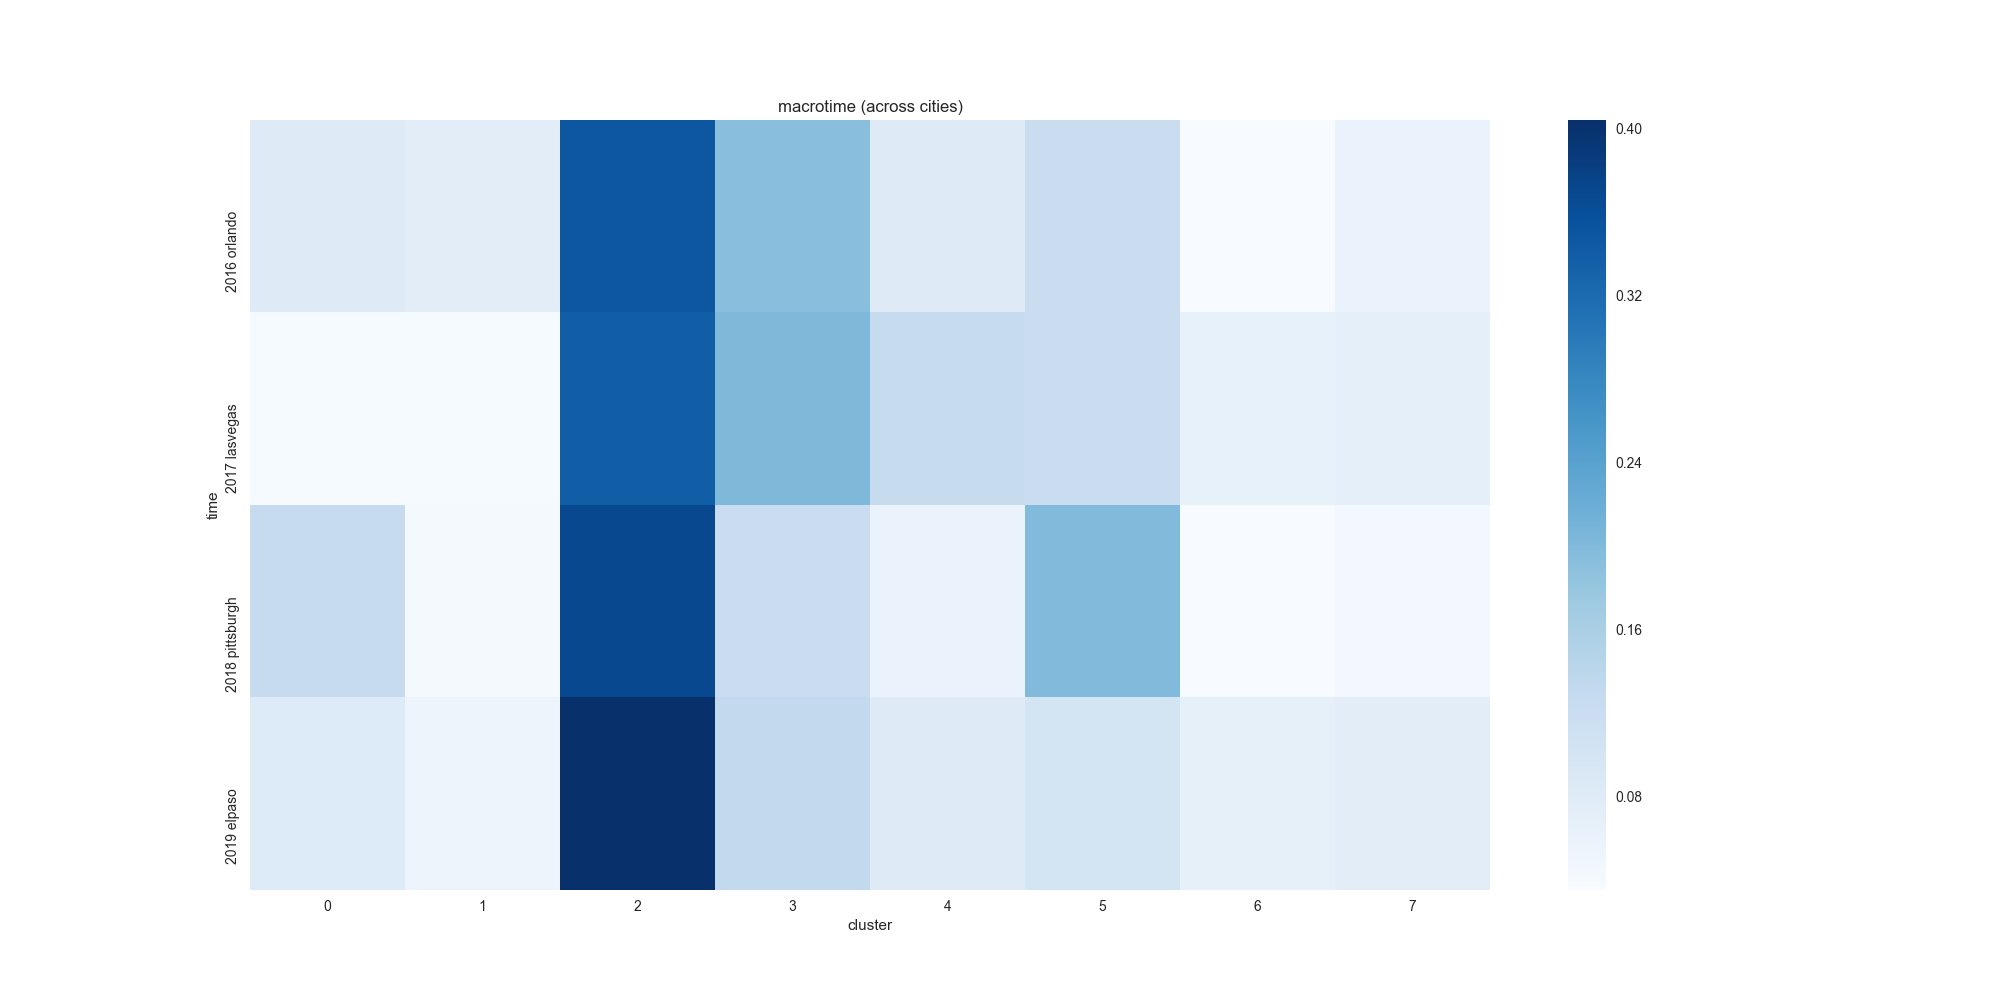 macrotime (across cities)
time
2016 orlando
2017 lasvegas
2018 pittsburgh
2019 elpaso
0 1 2 3 4 5 6 7
cluster
0.40
0.32
0.24
0.16
0.08